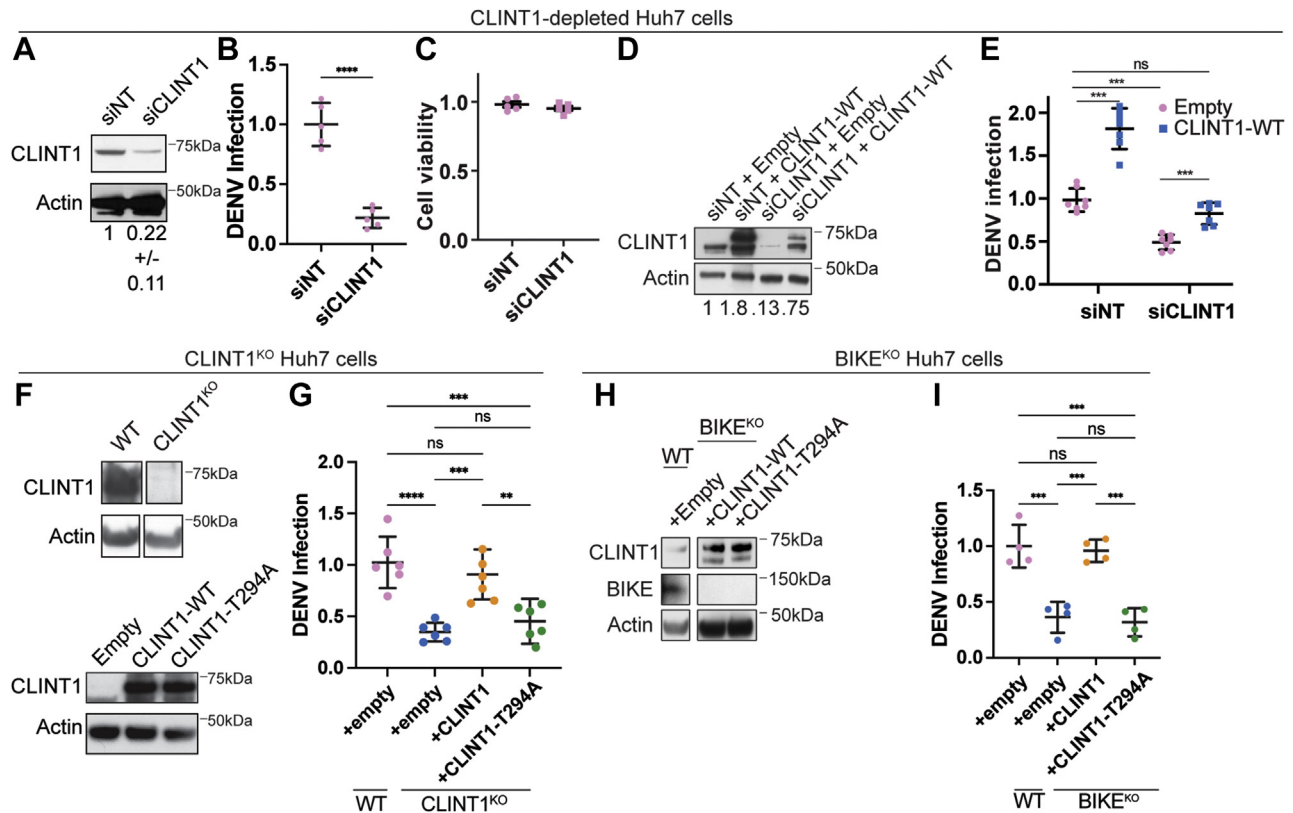 CLINT1-depleted Huh7 cells
A
siNT
siCLINT1
CLINT1
−75kDa
Actin
−50kDa
1 0.22
+/-
0.11
B
DENV Infection
1.5
1.0
0.5
0.0
****
siNT
siCLINT1
C
Cell viability
1.0
0.5
0.0
siNT
siCLINT1
D
siNT + Empty
siNT + CLINT1-WT
siCLINT1 + Empty
siCLINT1 + CLINT1-WT
CLINT1
−75kDa
Actin
−50kDa
1 1.8 .13 .75
E
DENV infection
2.0
1.5
1.0
0.5
0.0
ns
***
***
***
Empty
CLINT1-WT
siNT
siCLINT1
CLINT1KO Huh7 cells
F
WT
CLINT1KO
CLINT1
−75kDa
Actin
−50kDa
Empty
CLINT1-WT
CLINT1-T294A
CLINT1
−75kDa
Actin
−50kDa
G
DENV Infection
2.0
1.5
1.0
0.5
0.0
***
ns
ns
***
****
**
+empty
+empty
+CLINT1
+CLINT1-T294A
WT
CLINT1KO
BIKEKO Huh7 cells
H
BIKEKO
WT
+Empty
+CLINT1-WT
+CLINT1-T294A
CLINT1
−75kDa
BIKE
−150kDa
Actin
−50kDa
I
DENV Infection
1.5
1.0
0.5
0.0
***
ns
ns
***
***
***
+empty
+empty
+CLINT1
+CLINT1-T294A
WT
BIKEKO